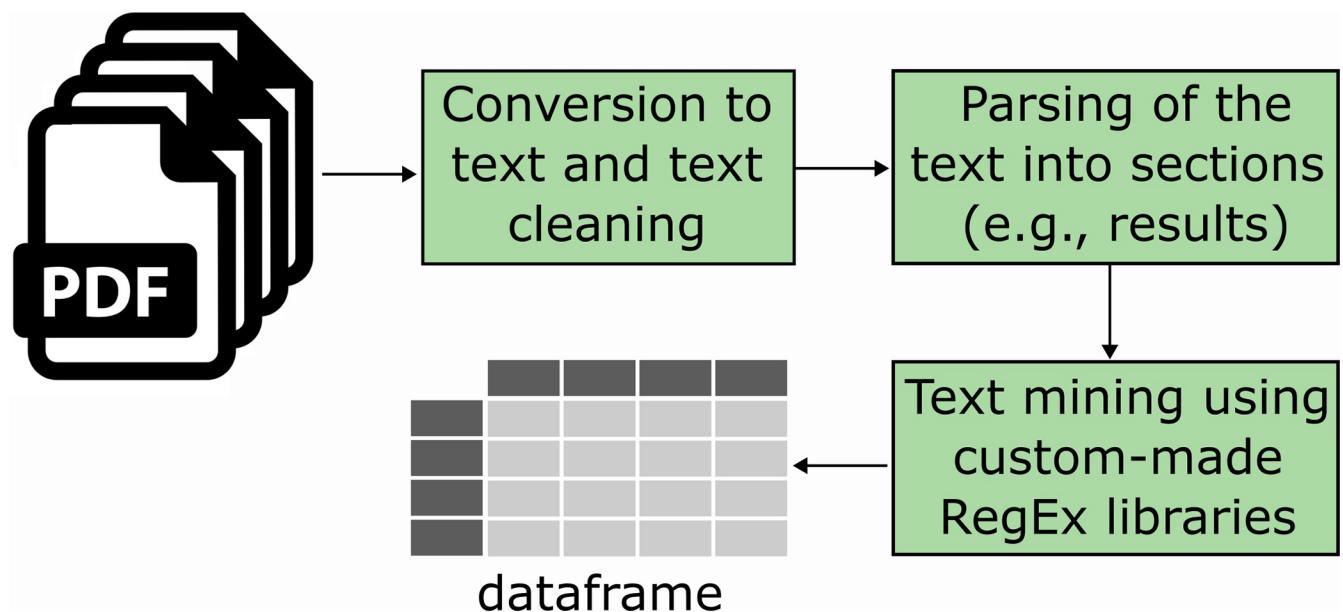 PDF
Conversion to
text and text
cleaning
Parsing of the
text into sections
(e.g., results)
Text mining using
custom-made
RegEx libraries
dataframe